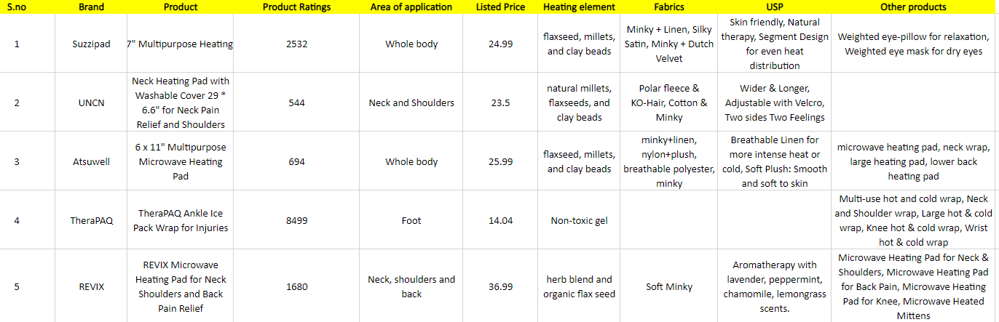 S.no Brand Product Product Ratings Area of application Listed Price Heating element Fabrics USP Other products
1
Suzzipad
7" Multipurpose Heating
2532
Whole body
24.99
flaxseed, millets,
and clay beads
Minky + Linen, Silky
Satin, Minky + Dutch
Velvet
Skin friendly, Natural
therapy, Segment Design
for even heat
distribution
Weighted eye-pillow for relaxation,
Weighted eye mask for dry eyes
2
UNCN
Neck Heating Pad with
Washable Cover 29 *
6.6" for Neck Pain
Relief and Shoulders
544
Neck and Shoulders
23.5
natural millets,
flaxseeds, and
clay beads
Polar fleece &
KO-Hair, Cotton &
Minky
Wider & Longer,
Adjustable with Velcro,
Two sides Two Feelings
3
Atsuwell
6 x 11" Multipurpose
Microwave Heating
Pad
694
Whole body
25.99
flaxseed, millets,
and clay beads
minky+linen,
nylon+plush,
breathable polyester,
minky
Breathable Linen for
more intense heat or
cold, Soft Plush: Smooth
and soft to skin
microwave heating pad, neck wrap,
large heating pad, lower back
heating pad
4
TheraPAQ
TheraPAQ Ankle Ice
Pack Wrap for Injuries
8499
Foot
14.04
Non-toxic gel
Multi-use hot and cold wrap, Neck
and Shoulder wrap, Large hot & cold
wrap, Knee hot & cold wrap, Wrist
hot & cold wrap
5
REVIX
REVIX Microwave
Heating Pad for Neck
Shoulders and Back
Pain Relief
1680
Neck, shoulders and
back
36.99
herb blend and
organic flax seed
Soft Minky
Aromatherapy with
lavender, peppermint,
chamomile, lemongrass
scents.
Microwave Heating Pad for Neck &
Shoulders, Microwave Heating Pad
for Back Pain, Microwave Heating
Pad for Knee, Microwave Heated
Mittens